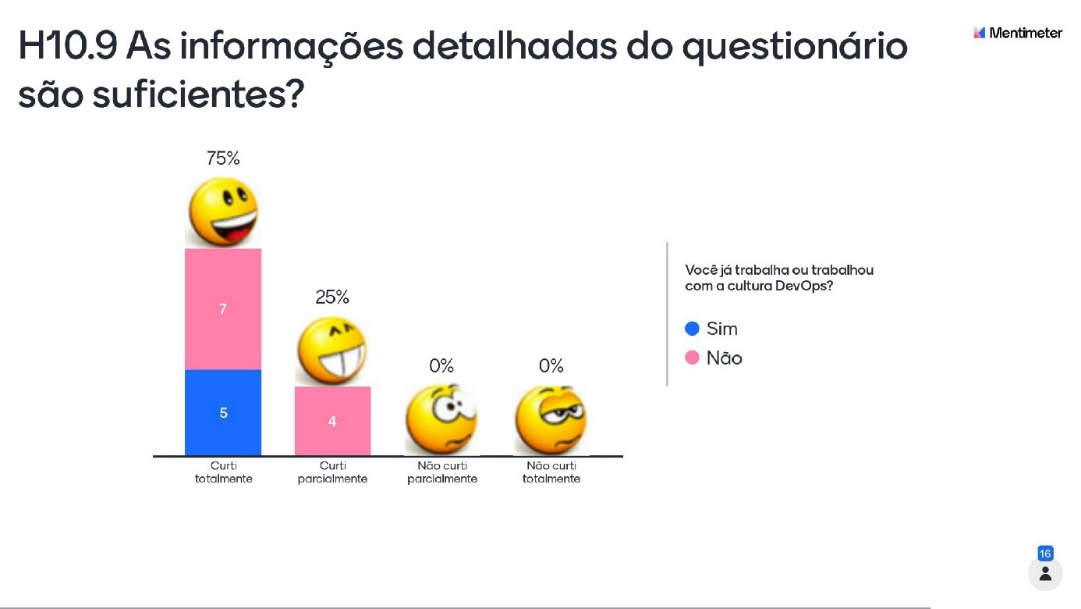 H10.9 As informações detalhadas do questionário
são suficientes?
Mentimeter
75%
7
5
25%
4
0%
0%
Curti
totalmente
Curti
parcialmente
Não curti
parcialmente
Não curti
totalmente
Você já trabalha ou trabalhou
com a cultura DevOps?
Sim
Não
16